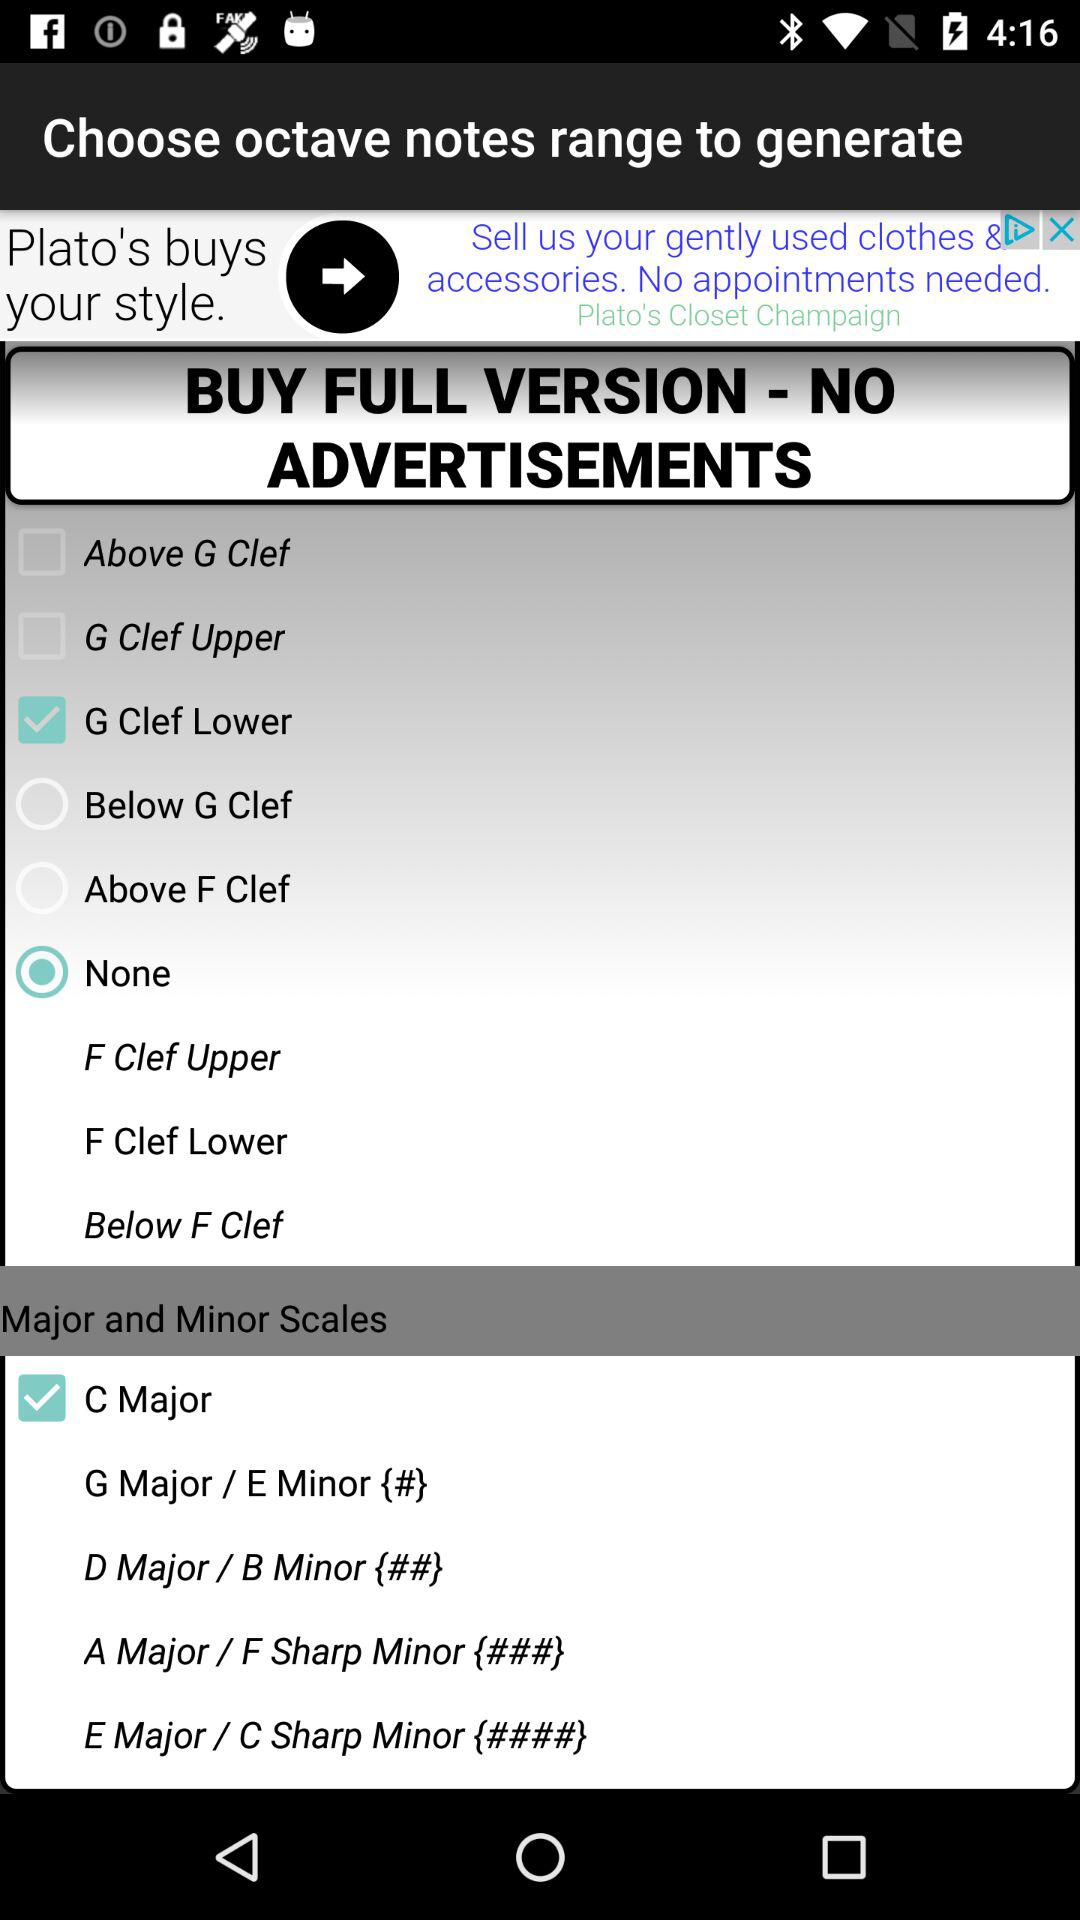 FAKE
4:16
Choose octave notes range to generate
Plato's buys
your style.
Sell us your gently used clothes &
accessories. No appointments needed.
Plato's Closet Champaign
BUY FULL VERSION - NO
ADVERTISEMENTS
Above G Clef
G Clef Upper
G Clef Lower
Below G Clef
Above F Clef
None
F Clef Upper
F Clef Lower
Below F Clef
Major and Minor Scales
C Major
G Major / E Minor {#}
D Major / B Minor {##}
A Major / F Sharp Minor {###}
E Major / C Sharp Minor {####}